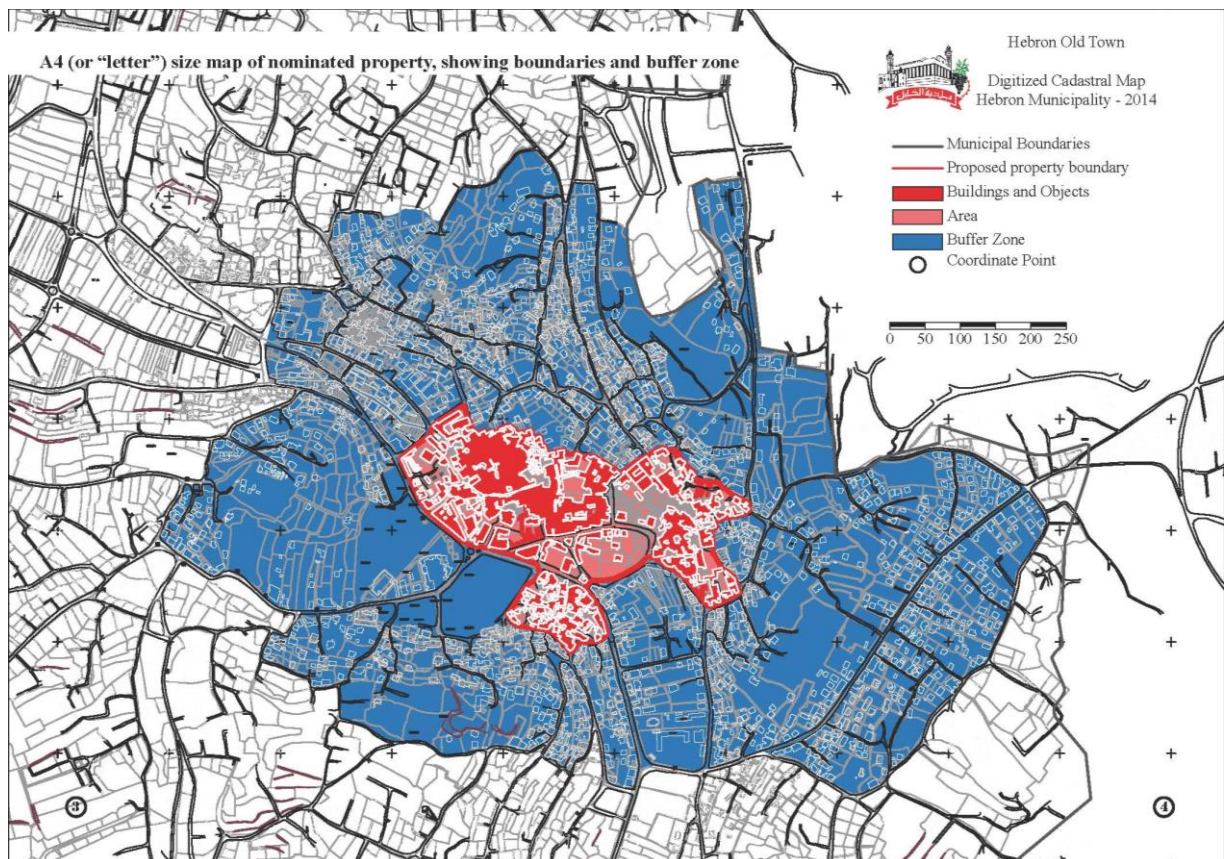 A4 (or “letter”) size map of nominated property, showing boundaries and buffer zone
Hebron Old Town
Digitized Cadastral Map
Hebron Municipality - 2014
بلدية الخليل
Municipal Boundaries
Proposed property boundary
Buildings and Objects
Area
Buffer Zone
Coordinate Point
0 50 100 150 200 250
3
4